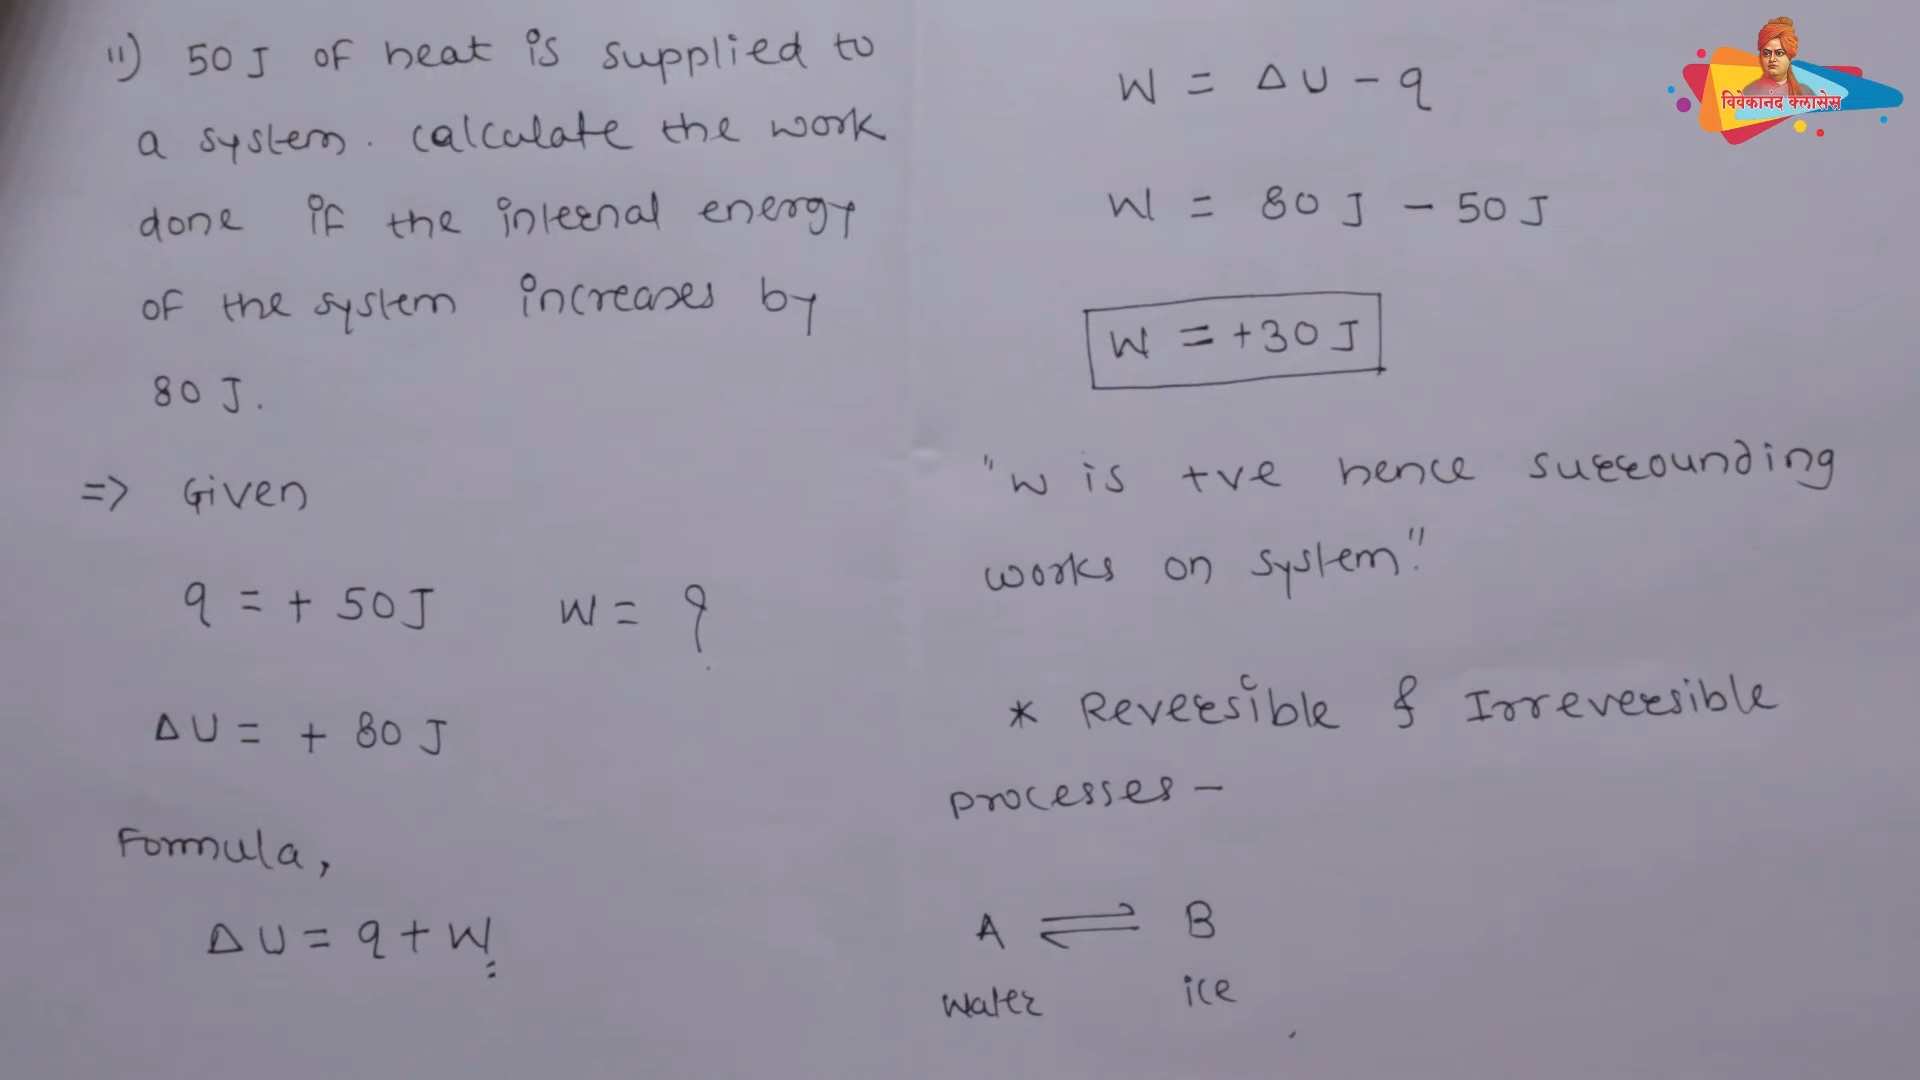 11) 50 J of heat is supplied to
a system. calculate the work
done if the internal energy
of the system increases by
80 J.
=> Given
q = + 50 J W = ?
ΔU = + 80 J
Formula,
ΔU = q + W
W = ΔU - q
W = 80 J - 50 J
W = +30 J
"W is +ve hence surrounding
works on system"
* Reversible & Irreversible
processes -
A ⇌ B
water ice
विवेकानंद क्लासेस